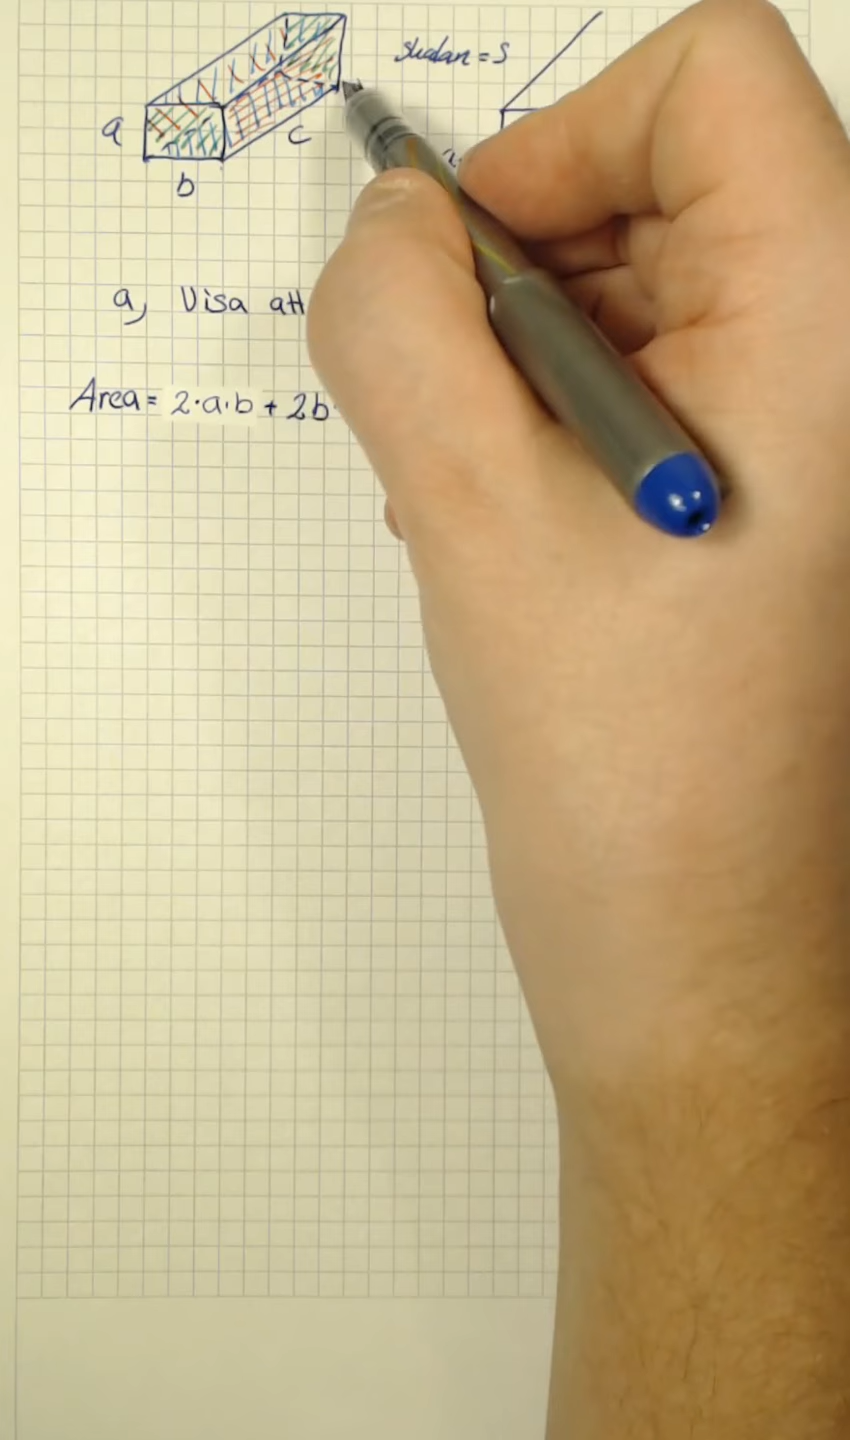 sidan = s
a
c
b
a) Visa att
Area = 2·a·b + 2b